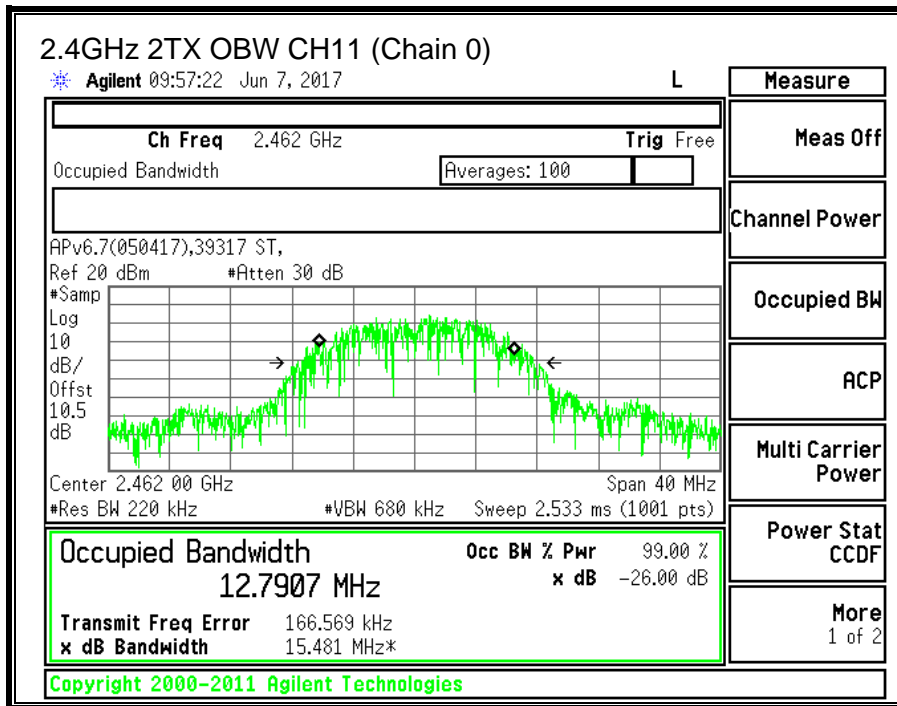 2.4GHz 2TX OBW CH11 (Chain 0)
Agilent 09:57:22 Jun 7, 2017 L
Measure
Ch Freq 2.462 GHz Trig Free
Occupied Bandwidth Averages: 100
APv6.7(050417),39317 ST,
Ref 20 dBm #Atten 30 dB
#Samp
Log
10
dB/
Offst
10.5
dB
Center 2.462 00 GHz Span 40 MHz
#Res BW 220 kHz #VBW 680 kHz Sweep 2.533 ms (1001 pts)
Occupied Bandwidth Occ BW % Pwr 99.00 %
12.7907 MHz x dB -26.00 dB
Transmit Freq Error 166.569 kHz
x dB Bandwidth 15.481 MHz*
Copyright 2000-2011 Agilent Technologies
Meas Off
Channel Power
Occupied BW
ACP
Multi Carrier
Power
Power Stat
CCDF
More
1 of 2